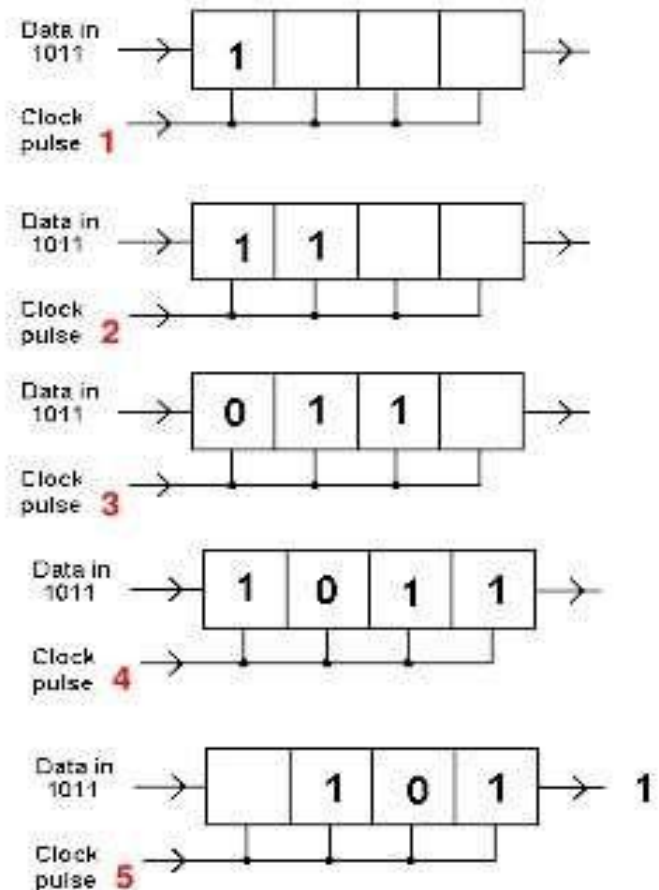 Data in
1011
1
Clock
pulse 1
Data in
1011
1 1
Clock
pulse 2
Data in
1011
0 1 1
Clock
pulse 3
Data in
1011
1 0 1 1
Clock
pulse 4
Data in
1011
1 0 1 1
Clock
pulse 5